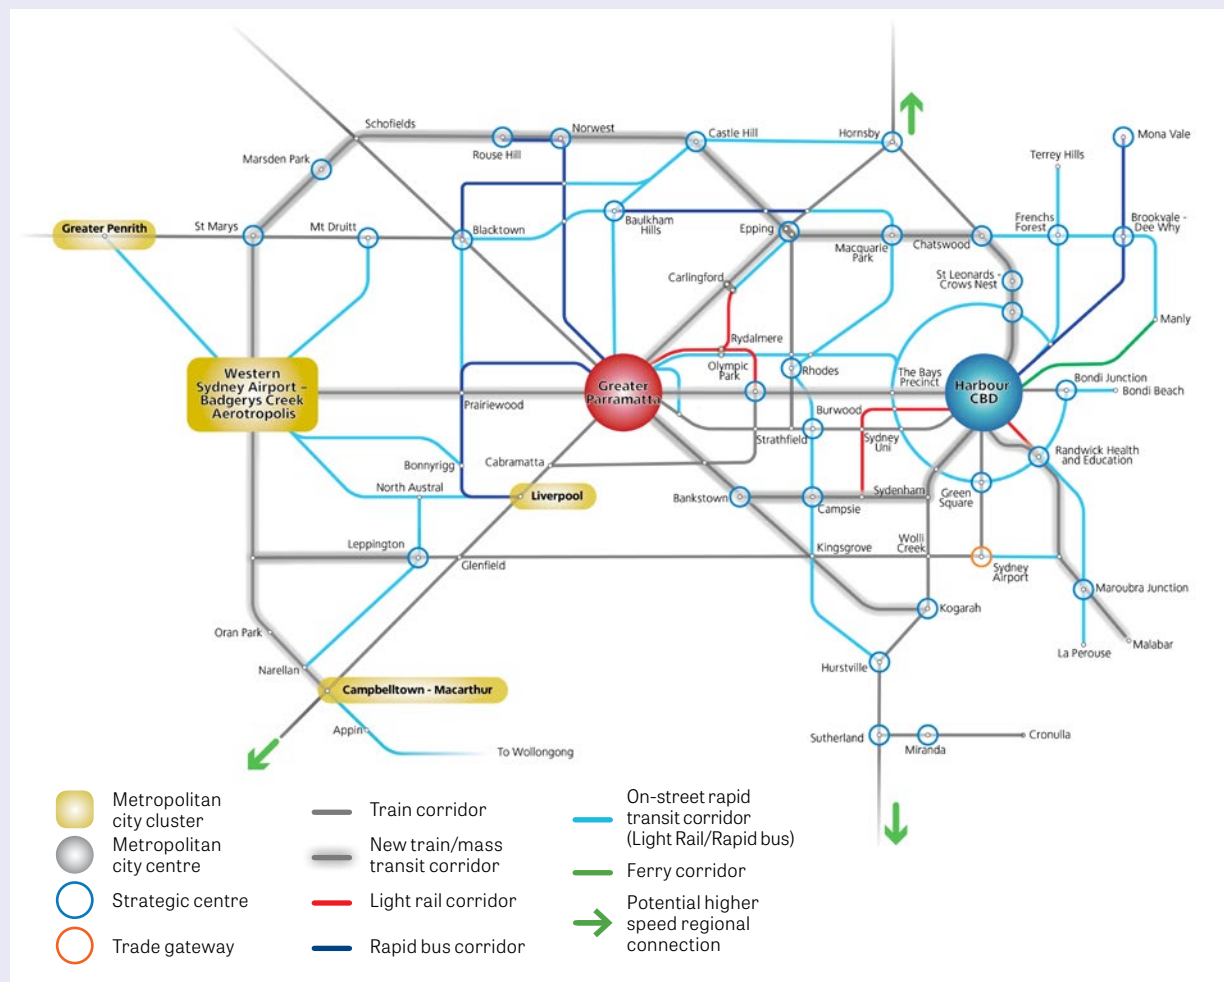 Schofields
Norwest
Castle Hill
Hornsby
Mona Vale
Rouse Hill
Marsden Park
Terrey Hills
Greater Penrith
St Marys
Mt Druitt
Blacktown
Baulkham
Hills
Epping
Macquarie
Park
Chatswood
Frenchs
Forest
Brookvale -
Dee Why
Carlingford
St Leonards -
Crows Nest
Manly
Rydalmere
Olympic
Park
Rhodes
The Bays
Precinct
Western
Sydney Airport –
Badgerys Creek
Aerotropolis
Greater
Parramatta
Harbour
CBD
Bondi Junction
Bondi Beach
Prairiewood
Burwood
Strathfield
Sydney
Uni
Randwick Health
and Education
Bonnyrigg
Cabramatta
North Austral
Liverpool
Bankstown
Campsie
Sydenham
Green
Square
Leppington
Glenfield
Kingsgrove
Wolli
Creek
Sydney
Airport
Maroubra Junction
Kogarah
Oran Park
Narellan
Malabar
La Perouse
Hurstville
Campbelltown - Macarthur
Appin
To Wollongong
Sutherland
Miranda
Cronulla
Metropolitan
city cluster
Metropolitan
city centre
Strategic centre
Trade gateway
Train corridor
New train/mass
transit corridor
Light rail corridor
Rapid bus corridor
On-street rapid
transit corridor
(Light Rail/Rapid bus)
Ferry corridor
Potential higher
speed regional
connection